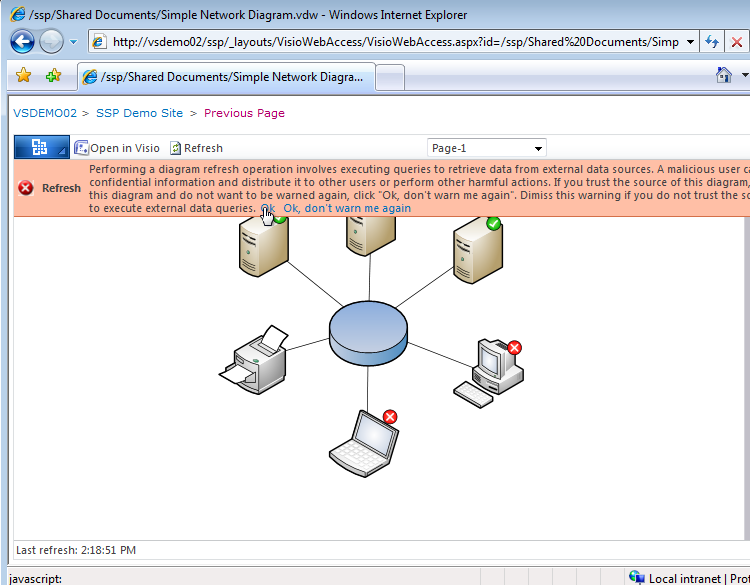 /ssp/Shared Documents/Simple Network Diagram.vdw - Windows Internet Explorer
http://vsdemo02/ssp/_layouts/VisioWebAccess/VisioWebAccess.aspx?id=/ssp/Shared%20Documents/Simp
/ssp/Shared Documents/Simple Network Diagra...
VSDEMO02 > SSP Demo Site > Previous Page
Open in Visio Refresh Page-1
Performing a diagram refresh operation involves executing queries to retrieve data from external data sources. A malicious user ca
Refresh confidential information and distribute it to other users or perform other harmful actions. If you trust the source of this diagram,
this diagram and do not want to be warned again, click "Ok, don't warn me again". Dimiss this warning if you do not trust the so
to execute external data queries. Ok Ok, don't warn me again
Last refresh: 2:18:51 PM
javascript: Local intranet | Prot